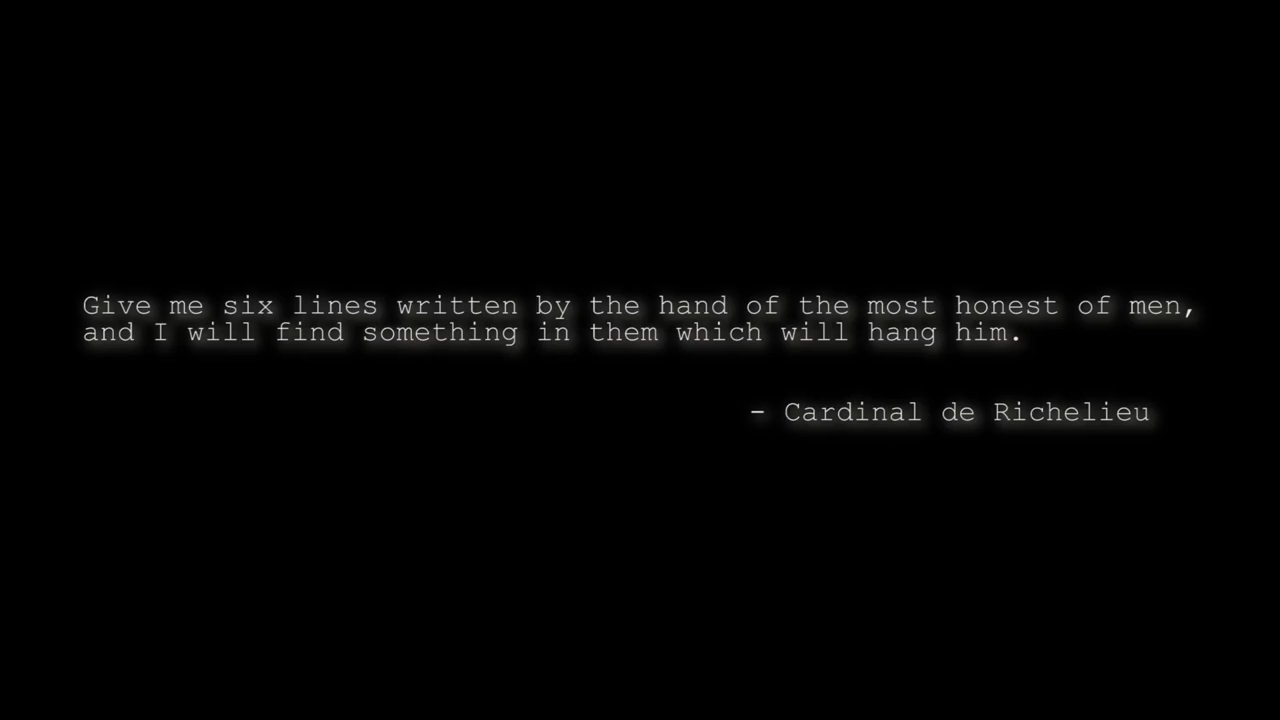 Give me six lines written by the hand of the most honest of men,
and I will find something in them which will hang him.
- Cardinal de Richelieu